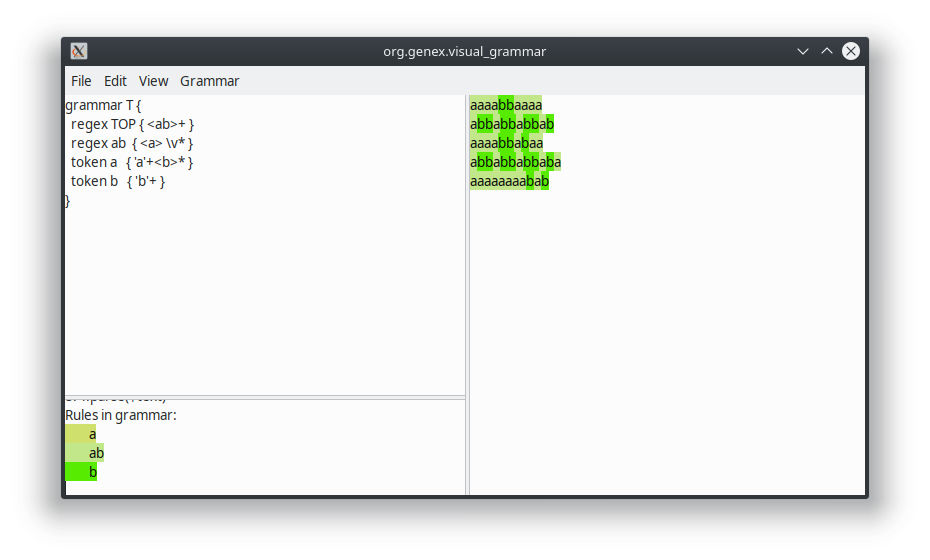 org.genex.visual_grammar
File Edit View Grammar
grammar T {
  regex TOP { <ab>+ }
  regex ab  { <a> \v* }
  token a   { 'a'+<b>* }
  token b   { 'b'+ }
}
Rules in grammar:
a
ab
b
aaaabbaaaa
abbabbabbab
aaaabbabaa
abbabbabbaba
aaaaaaaabab